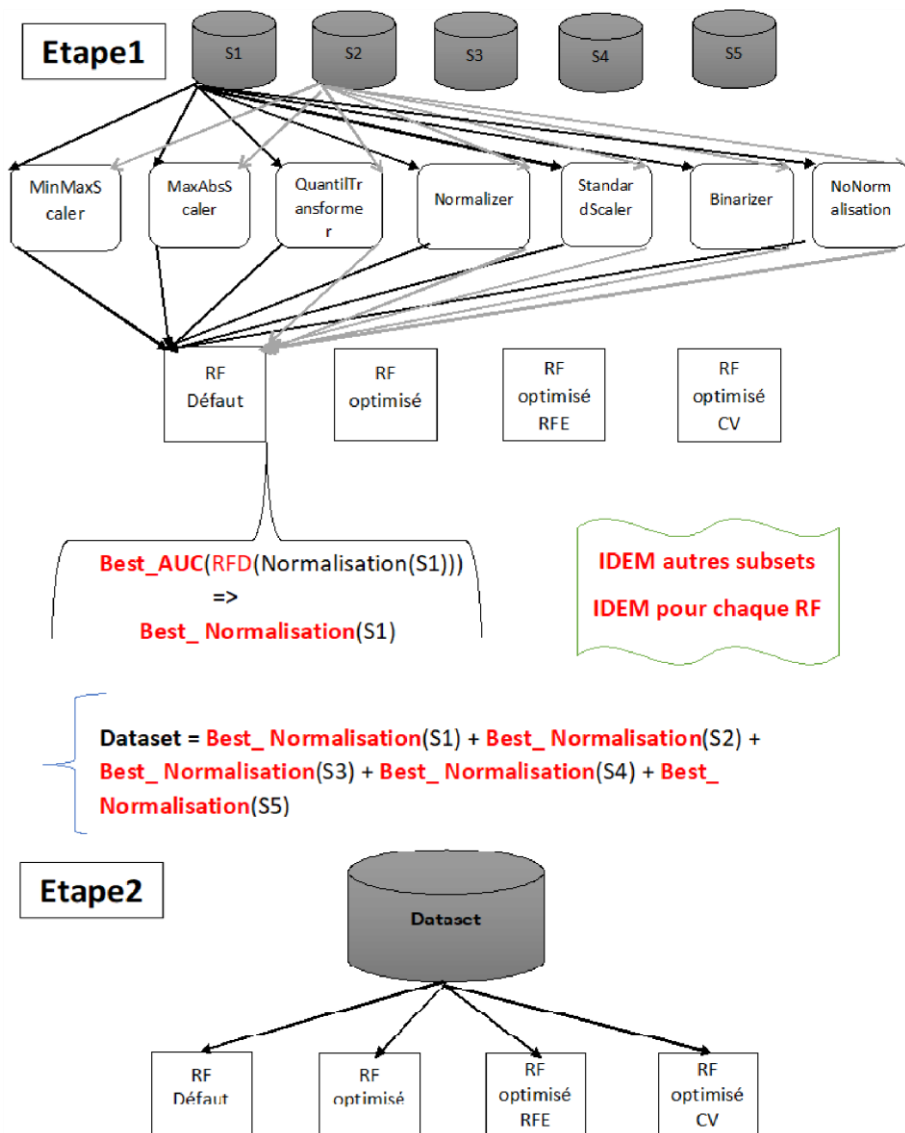 Etape1
S1
S2
S3
S4
S5
MinMaxS
caler
MaxAbsS
caler
QuantilTr
ansforme
r
Normalizer
Standar
dScaler
Binarizer
NoNorm
alisation
RF
Défaut
RF
optimisé
RF
optimisé
RFE
RF
optimisé
CV
Best_AUC(RFD(Normalisation(S1)))
=>
Best_ Normalisation(S1)
IDEM autres subsets
IDEM pour chaque RF
Dataset = Best_ Normalisation(S1) + Best_ Normalisation(S2) +
Best_ Normalisation(S3) + Best_ Normalisation(S4) + Best_
Normalisation(S5)
Etape2
Dataset
RF
Défaut
RF
optimisé
RF
optimisé
RFE
RF
optimisé
CV